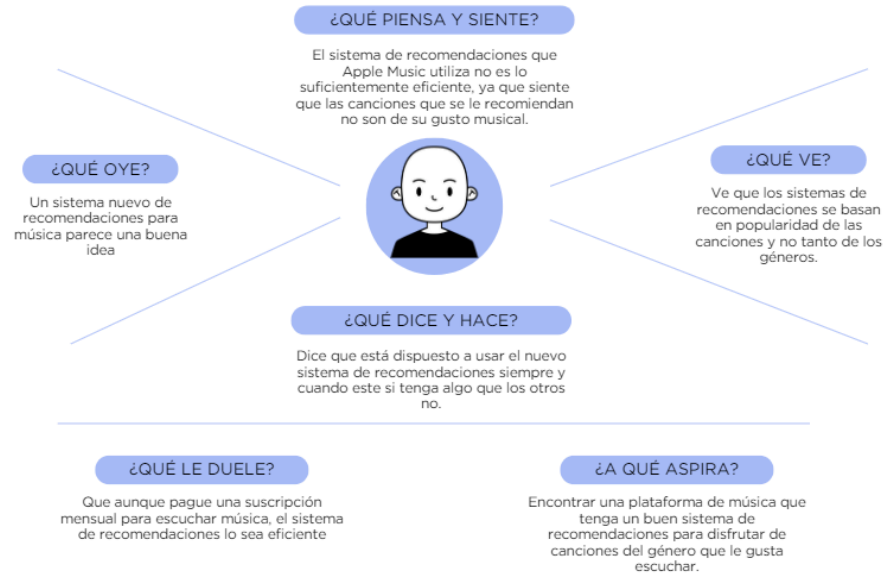 ¿QUÉ PIENSA Y SIENTE?
El sistema de recomendaciones que
Apple Music utiliza no es lo
suficientemente eficiente, ya que siente
que las canciones que se le recomiendan
no son de su gusto musical.
¿QUÉ OYE?
Un sistema nuevo de
recomendaciones para
música parece una buena
idea
¿QUÉ VE?
Ve que los sistemas de
recomendaciones se basan
en popularidad de las
canciones y no tanto de los
géneros.
¿QUÉ DICE Y HACE?
Dice que está dispuesto a usar el nuevo
sistema de recomendaciones siempre y
cuando este si tenga algo que los otros
no.
¿QUÉ LE DUELE?
Que aunque pague una suscripción
mensual para escuchar música, el sistema
de recomendaciones lo sea eficiente
¿A QUÉ ASPIRA?
Encontrar una plataforma de música que
tenga un buen sistema de
recomendaciones para disfrutar de
canciones del género que le gusta
escuchar.